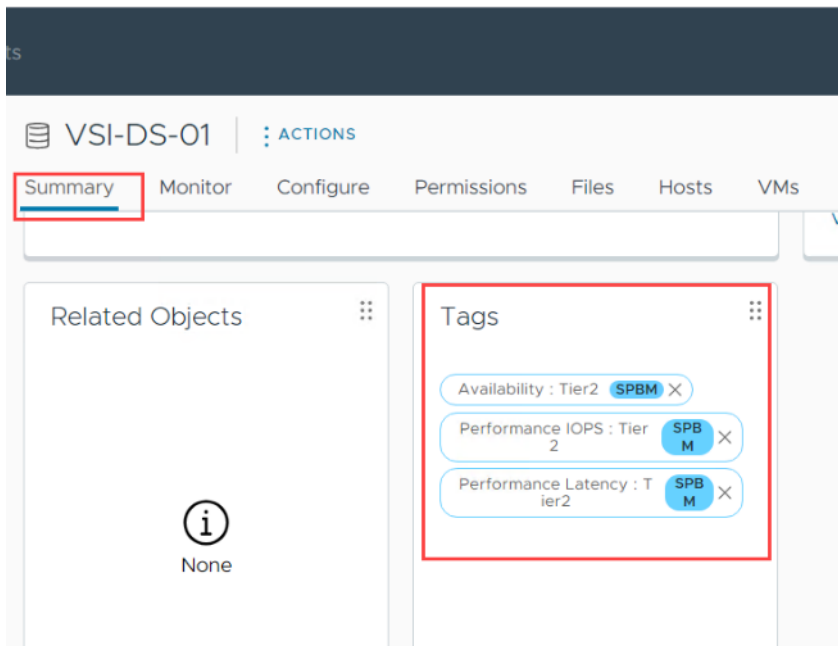 ts
VSI-DS-01
ACTIONS
Summary Monitor Configure Permissions Files Hosts VMs
Related Objects
None
Tags
Availability : Tier2 SPBM
Performance IOPS : Tier
2
SPB
M
Performance Latency : T
ier2
SPB
M